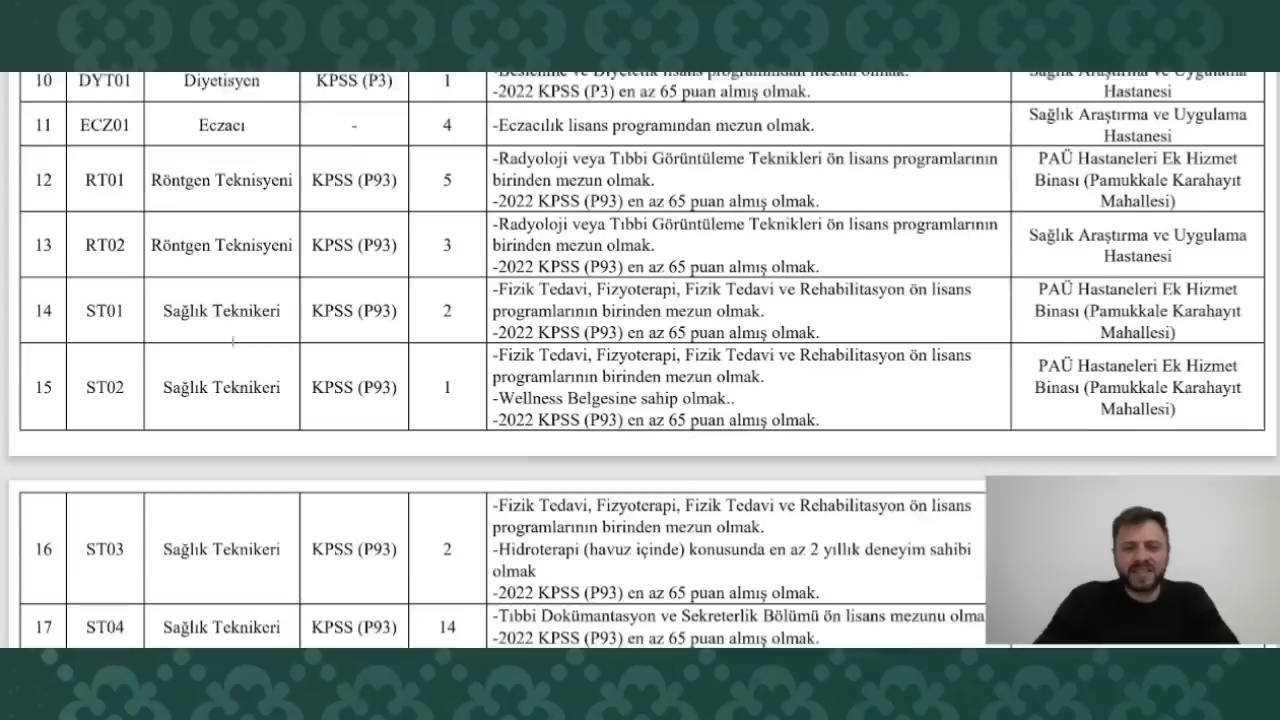 10 DYT01 Diyetisyen KPSS (P3) 1 -Beslenme ve Diyetetik lisans programından mezun olmak.
-2022 KPSS (P3) en az 65 puan almış olmak.
Sağlık Araştırma ve Uygulama
Hastanesi
11 ECZ01 Eczacı - 4 -Eczacılık lisans programından mezun olmak.
Sağlık Araştırma ve Uygulama
Hastanesi
12 RT01 Röntgen Teknisyeni KPSS (P93) 5
-Radyoloji veya Tıbbi Görüntüleme Teknikleri ön lisans programlarının
birinden mezun olmak.
-2022 KPSS (P93) en az 65 puan almış olmak.
PAÜ Hastaneleri Ek Hizmet
Binası (Pamukkale Karahayıt
Mahallesi)
13 RT02 Röntgen Teknisyeni KPSS (P93) 3
-Radyoloji veya Tıbbi Görüntüleme Teknikleri ön lisans programlarının
birinden mezun olmak.
-2022 KPSS (P93) en az 65 puan almış olmak.
Sağlık Araştırma ve Uygulama
Hastanesi
14 ST01 Sağlık Teknikeri KPSS (P93) 2
-Fizik Tedavi, Fizyoterapi, Fizik Tedavi ve Rehabilitasyon ön lisans
programlarının birinden mezun olmak.
-2022 KPSS (P93) en az 65 puan almış olmak.
PAÜ Hastaneleri Ek Hizmet
Binası (Pamukkale Karahayıt
Mahallesi)
15 ST02 Sağlık Teknikeri KPSS (P93) 1
-Fizik Tedavi, Fizyoterapi, Fizik Tedavi ve Rehabilitasyon ön lisans
programlarının birinden mezun olmak.
-Wellness Belgesine sahip olmak..
-2022 KPSS (P93) en az 65 puan almış olmak.
PAÜ Hastaneleri Ek Hizmet
Binası (Pamukkale Karahayıt
Mahallesi)
16 ST03 Sağlık Teknikeri KPSS (P93) 2
-Fizik Tedavi, Fizyoterapi, Fizik Tedavi ve Rehabilitasyon ön lisans
programlarının birinden mezun olmak.
-Hidroterapi (havuz içinde) konusunda en az 2 yıllık deneyim sahibi
olmak
-2022 KPSS (P93) en az 65 puan almış olmak.
17 ST04 Sağlık Teknikeri KPSS (P93) 14
-Tıbbi Dokümantasyon ve Sekreterlik Bölümü ön lisans mezunu olma
-2022 KPSS (P93) en az 65 puan almış olmak.